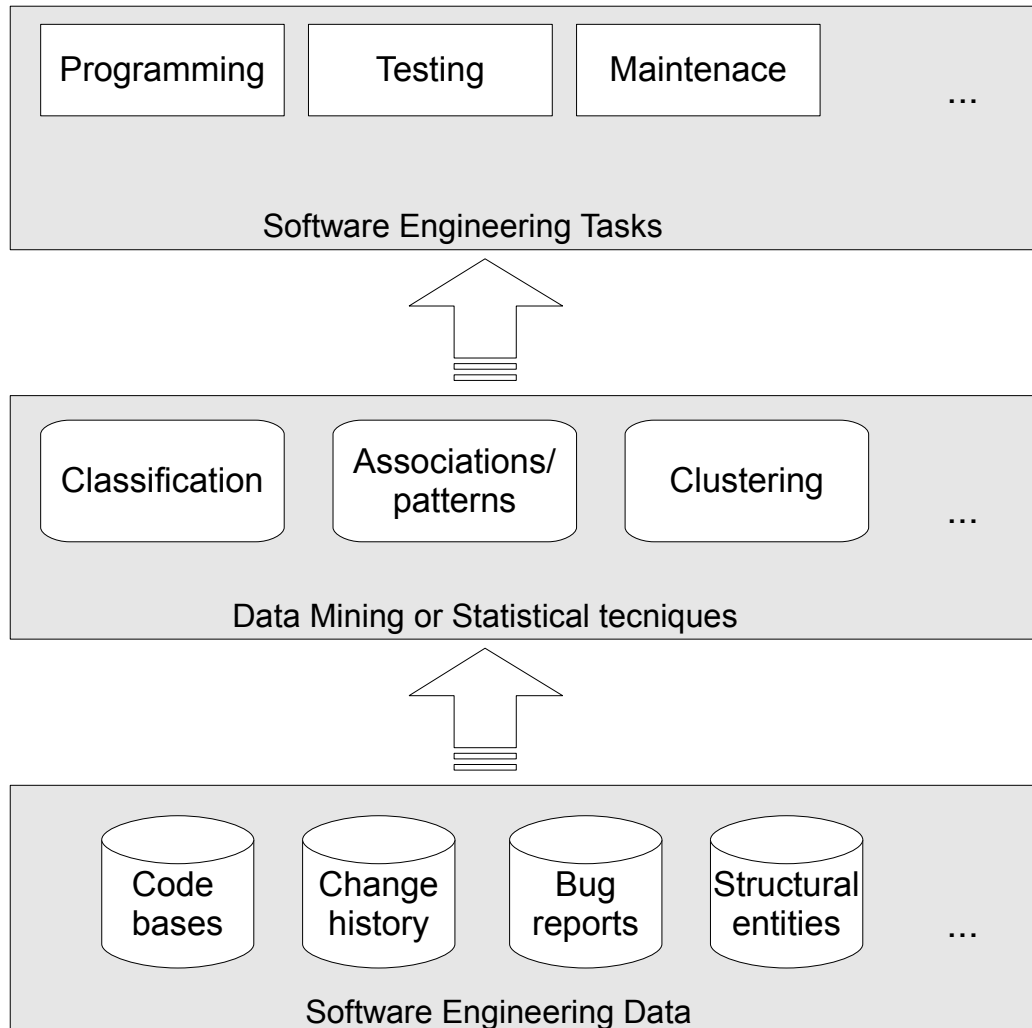 Programming
Testing
Maintenace
...
Software Engineering Tasks
Classification
Associations/
patterns
Clustering
...
Data Mining or Statistical tecniques
Code
bases
Change
history
Bug
reports
Structural
entities
...
Software Engineering Data